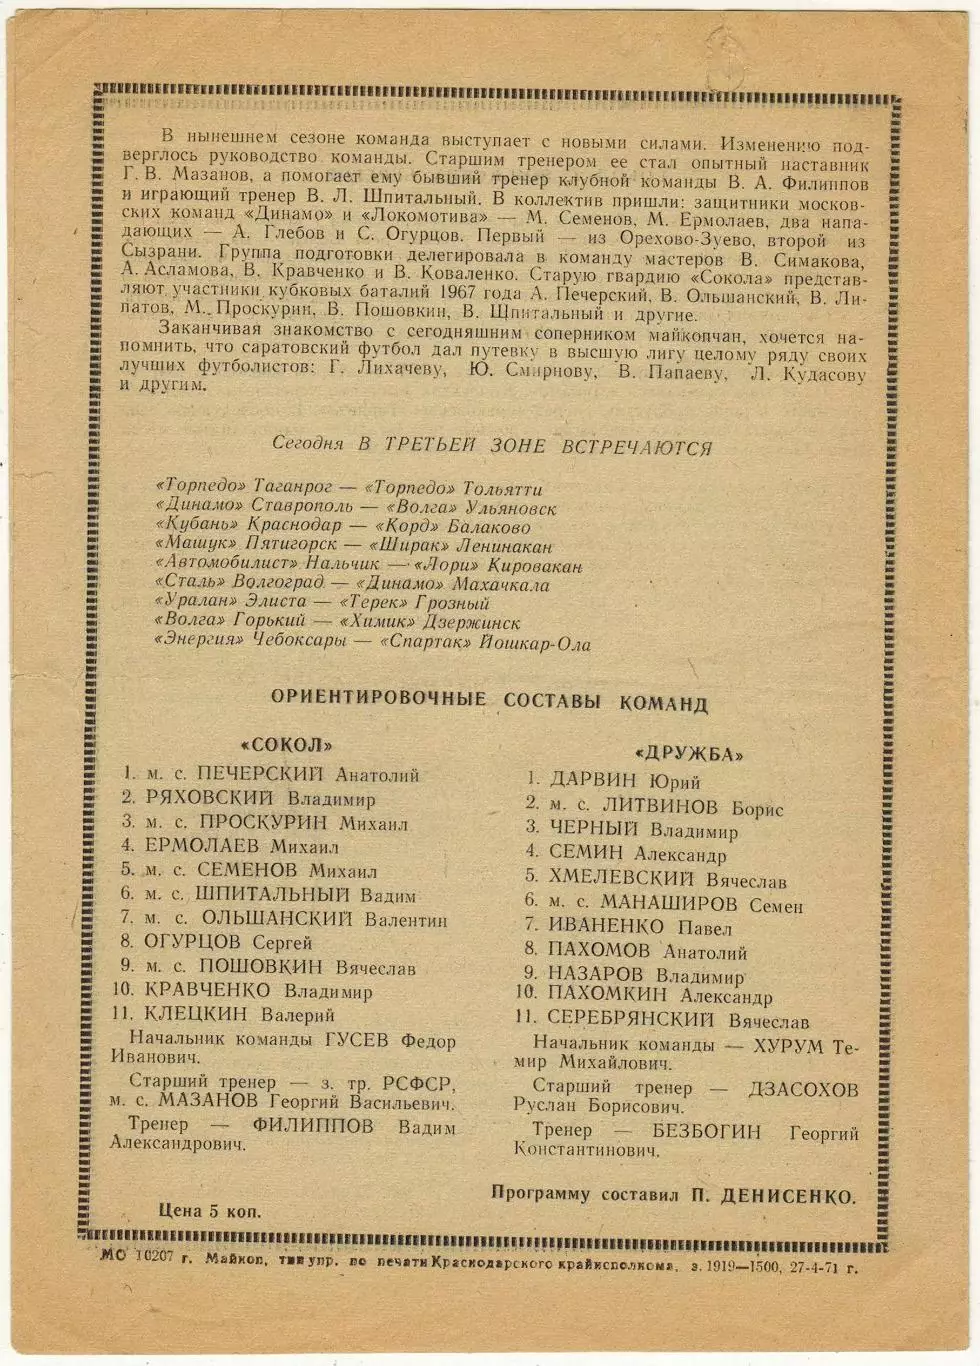 В нынешнем сезоне команда выступает с новыми силами. Изменению под-
верглось руководство команды. Старшим тренером ее стал опытный наставник
Г. В. Мазанов, а помогает ему бывший тренер клубной команды В. А. Филиппов
и играющий тренер В. Л. Шпитальный. В коллектив пришли: защитники москов-
ских команд «Динамо» и «Локомотива» — М. Семенов, М. Ермолаев, два напа-
дающих — А. Глебов и С. Огурцов. Первый — из Орехово-Зуево, второй из
Сызрани. Группа подготовки делегировала в команду мастеров В. Симакова,
А. Асламова, В. Кравченко и В. Коваленко. Старую гвардию «Сокола» представ-
ляют участники кубковых баталий 1967 года А. Печерский, В. Ольшанский, В. Ли-
патов, М. Проскурин, В. Пошовкин, В. Шпитальный и другие.
Заканчивая знакомство с сегодняшним соперником майкопчан, хочется на-
помнить, что саратовский футбол дал путевку в высшую лигу целому ряду своих
лучших футболистов: Г. Лихачеву, Ю. Смирнову, В. Папаеву, Л. Кудасову
и другим.
Сегодня В ТРЕТЬЕЙ ЗОНЕ ВСТРЕЧАЮТСЯ
«Торпедо» Таганрог — «Торпедо» Тольятти
«Динамо» Ставрополь — «Волга» Ульяновск
«Кубань» Краснодар — «Корд» Балаково
«Машук» Пятигорск — «Ширак» Ленинакан
«Автомобилист» Нальчик — «Лори» Кировакан
«Сталь» Волгоград — «Динамо» Махачкала
«Уралан» Элиста — «Терек» Грозный
«Волга» Горький — «Химик» Дзержинск
«Энергия» Чебоксары — «Спартак» Йошкар-Ола
ОРИЕНТИРОВОЧНЫЕ СОСТАВЫ КОМАНД
«СОКОЛ»
1. м. с. ПЕЧЕРСКИЙ Анатолий
2. РЯХОВСКИЙ Владимир
3. м. с. ПРОСКУРИН Михаил
4. ЕРМОЛАЕВ Михаил
5. м. с. СЕМЕНОВ Михаил
6. м. с. ШПИТАЛЬНЫЙ Вадим
7. м. с. ОЛЬШАНСКИЙ Валентин
8. ОГУРЦОВ Сергей
9. м. с. ПОШОВКИН Вячеслав
10. КРАВЧЕНКО Владимир
11. КЛЕЦКИН Валерий
Начальник команды ГУСЕВ Федор
Иванович.
Старший тренер — з. тр. РСФСР,
м. с. МАЗАНОВ Георгий Васильевич.
Тренер — ФИЛИППОВ Вадим
Александрович.
«ДРУЖБА»
1. ДАРВИН Юрий
2. м. с. ЛИТВИНОВ Борис
3. ЧЕРНЫЙ Владимир
4. СЕМИН Александр
5. ХМЕЛЕВСКИЙ Вячеслав
6. м. с. МАНАШИРОВ Семен
7. ИВАНЕНКО Павел
8. ПАХОМОВ Анатолий
9. НАЗАРОВ Владимир
10. ПАХОМКИН Александр
11. СЕРЕБРЯНСКИЙ Вячеслав
Начальник команды — ХУРУМ Те-
мир Михайлович.
Старший тренер — ДЗАСОХОВ
Руслан Борисович.
Тренер — БЕЗБОГИН Георгий
Константинович.
Программу составил П. ДЕНИСЕНКО.
Цена 5 коп.
МО 10207 г. Майкоп, тип упр. по печати Краснодарского крайисполкома, з. 1919—1500, 27-4-71 г.